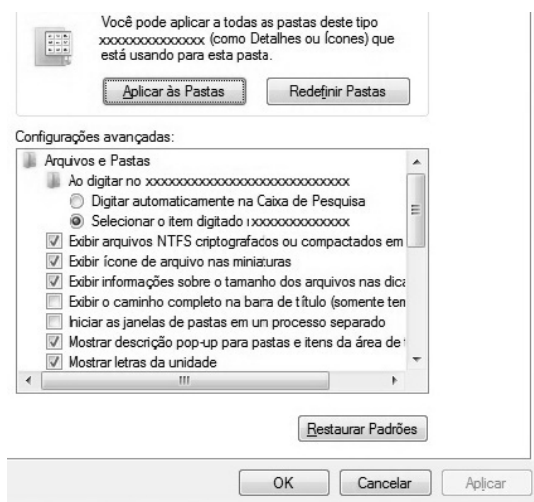 Você pode aplicar a todas as pastas deste tipo
xxxxxxxxxxxxxx (como Detalhes ou Ícones) que
está usando para esta pasta.
Aplicar às Pastas Redefinir Pastas
Configurações avançadas:
Arquivos e Pastas
Ao digitar no xxxxxxxxxxxxxxxxxxxxxxxxxxxx
Digitar automaticamente na Caixa de Pesquisa
Selecionar o item digitado xxxxxxxxxxxxx
Exibir arquivos NTFS criptografados ou compactados em
Exibir ícone de arquivo nas miniaturas
Exibir informações sobre o tamanho dos arquivos nas dica
Exibir o caminho completo na barra de título (somente tem
Iniciar as janelas de pastas em um processo separado
Mostrar descrição pop-up para pastas e itens da área de
Mostrar letras da unidade
Restaurar Padrões
OK Cancelar Aplicar